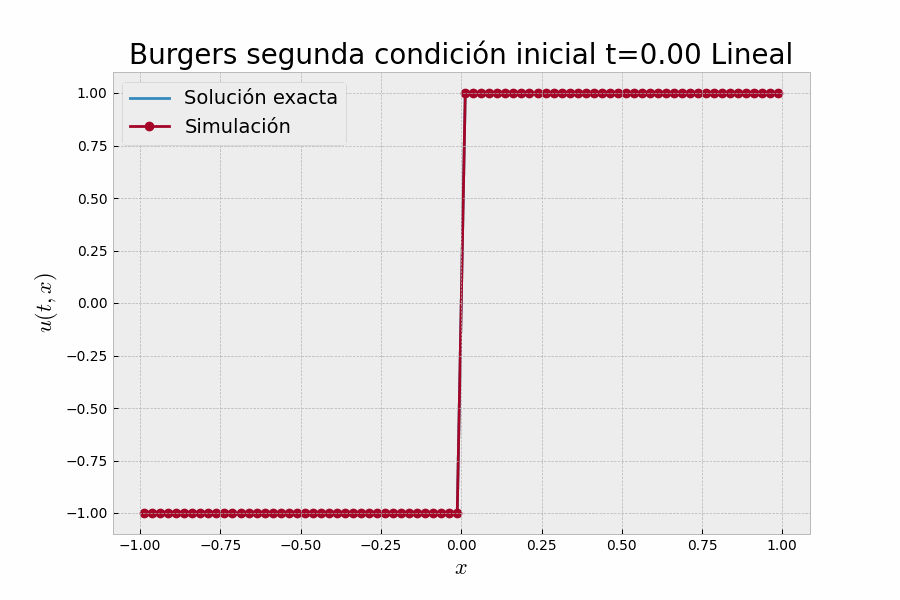 Burgers segunda condición inicial t=0.00 Lineal
Solución exacta
Simulación
1.00
0.75
0.50
0.25
0.00
−0.25
−0.50
−0.75
−1.00
u(t, x)
−1.00 −0.75 −0.50 −0.25 0.00 0.25 0.50 0.75 1.00
x